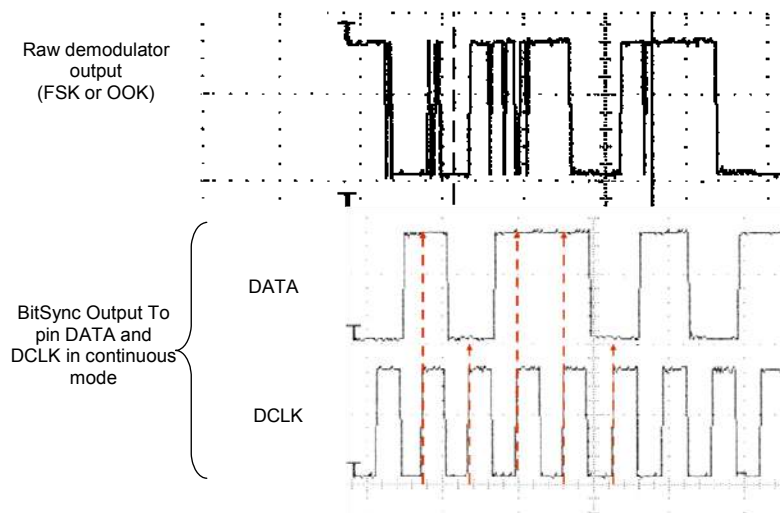 Raw demodulator
output
(FSK or OOK)
DATA
BitSync Output To
pin DATA and
DCLK in continuous
mode
DCLK